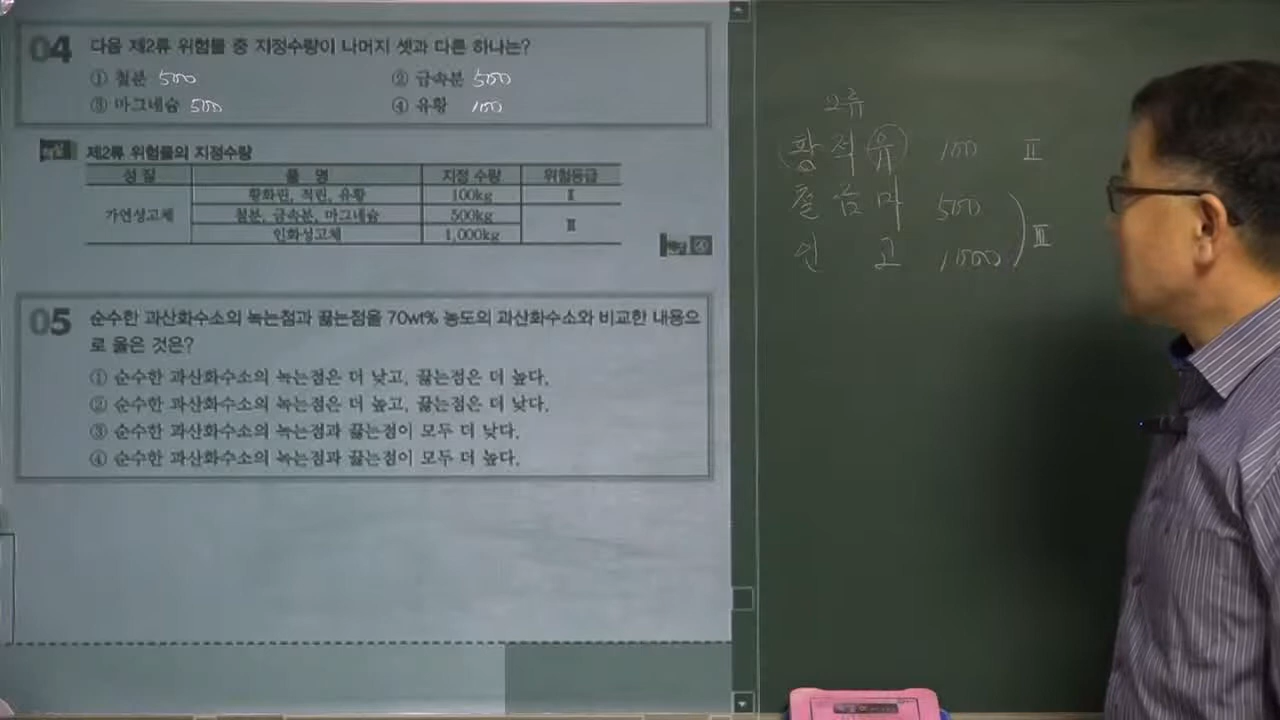 04 다음 제2류 위험물 중 지정수량이 나머지 셋과 다른 하나는?
① 철분 500 ② 금속분 500
③ 마그네슘 500 ④ 유황 100
해설 제2류 위험물의 지정수량
성 질 품 명 지정 수량 위험등급
가연성고체 황화린, 적린, 유황 100kg Ⅱ
철분, 금속분, 마그네슘 500kg Ⅲ
인화성고체 1,000kg
정답 ④
05 순수한 과산화수소의 녹는점과 끓는점을 70wt% 농도의 과산화수소와 비교한 내용으
로 옳은 것은?
① 순수한 과산화수소의 녹는점은 더 낮고, 끓는점은 더 높다.
② 순수한 과산화수소의 녹는점은 더 높고, 끓는점은 더 낮다.
③ 순수한 과산화수소의 녹는점과 끓는점이 모두 더 낮다.
④ 순수한 과산화수소의 녹는점과 끓는점이 모두 더 높다.
2류
황 적 유 100 Ⅱ
철 금 마 500
인 고 1,000 Ⅲ